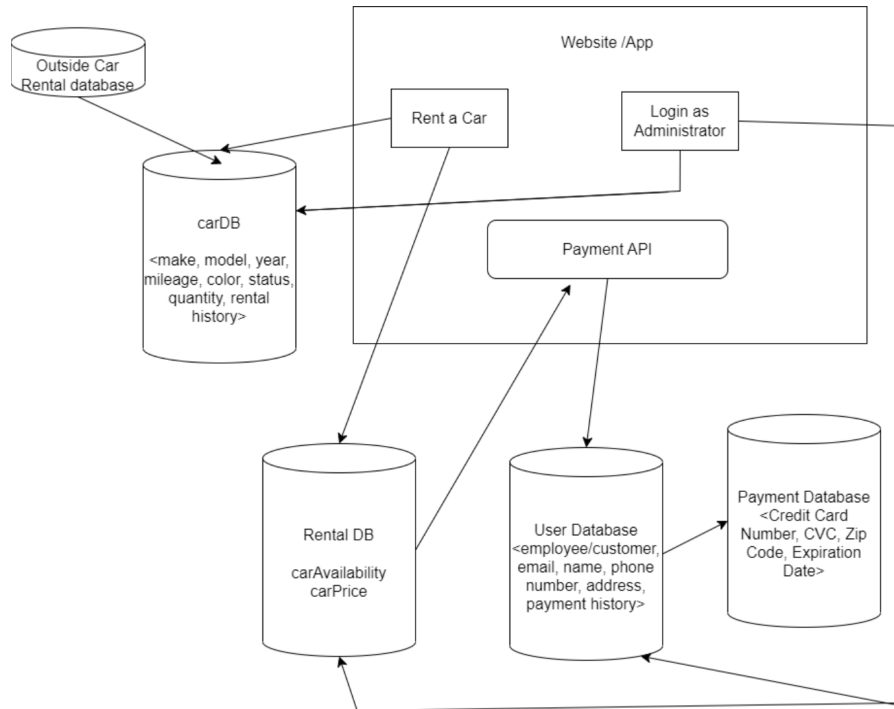 Website /App
Outside Car
Rental database
Rent a Car
Login as
Administrator
carDB
<make, model, year,
mileage, color, status,
quantity, rental
history>
Payment API
Rental DB
carAvailability
carPrice
User Database
<employee/customer,
email, name, phone
number, address,
payment history>
Payment Database
<Credit Card
Number, CVC, Zip
Code, Expiration
Date>